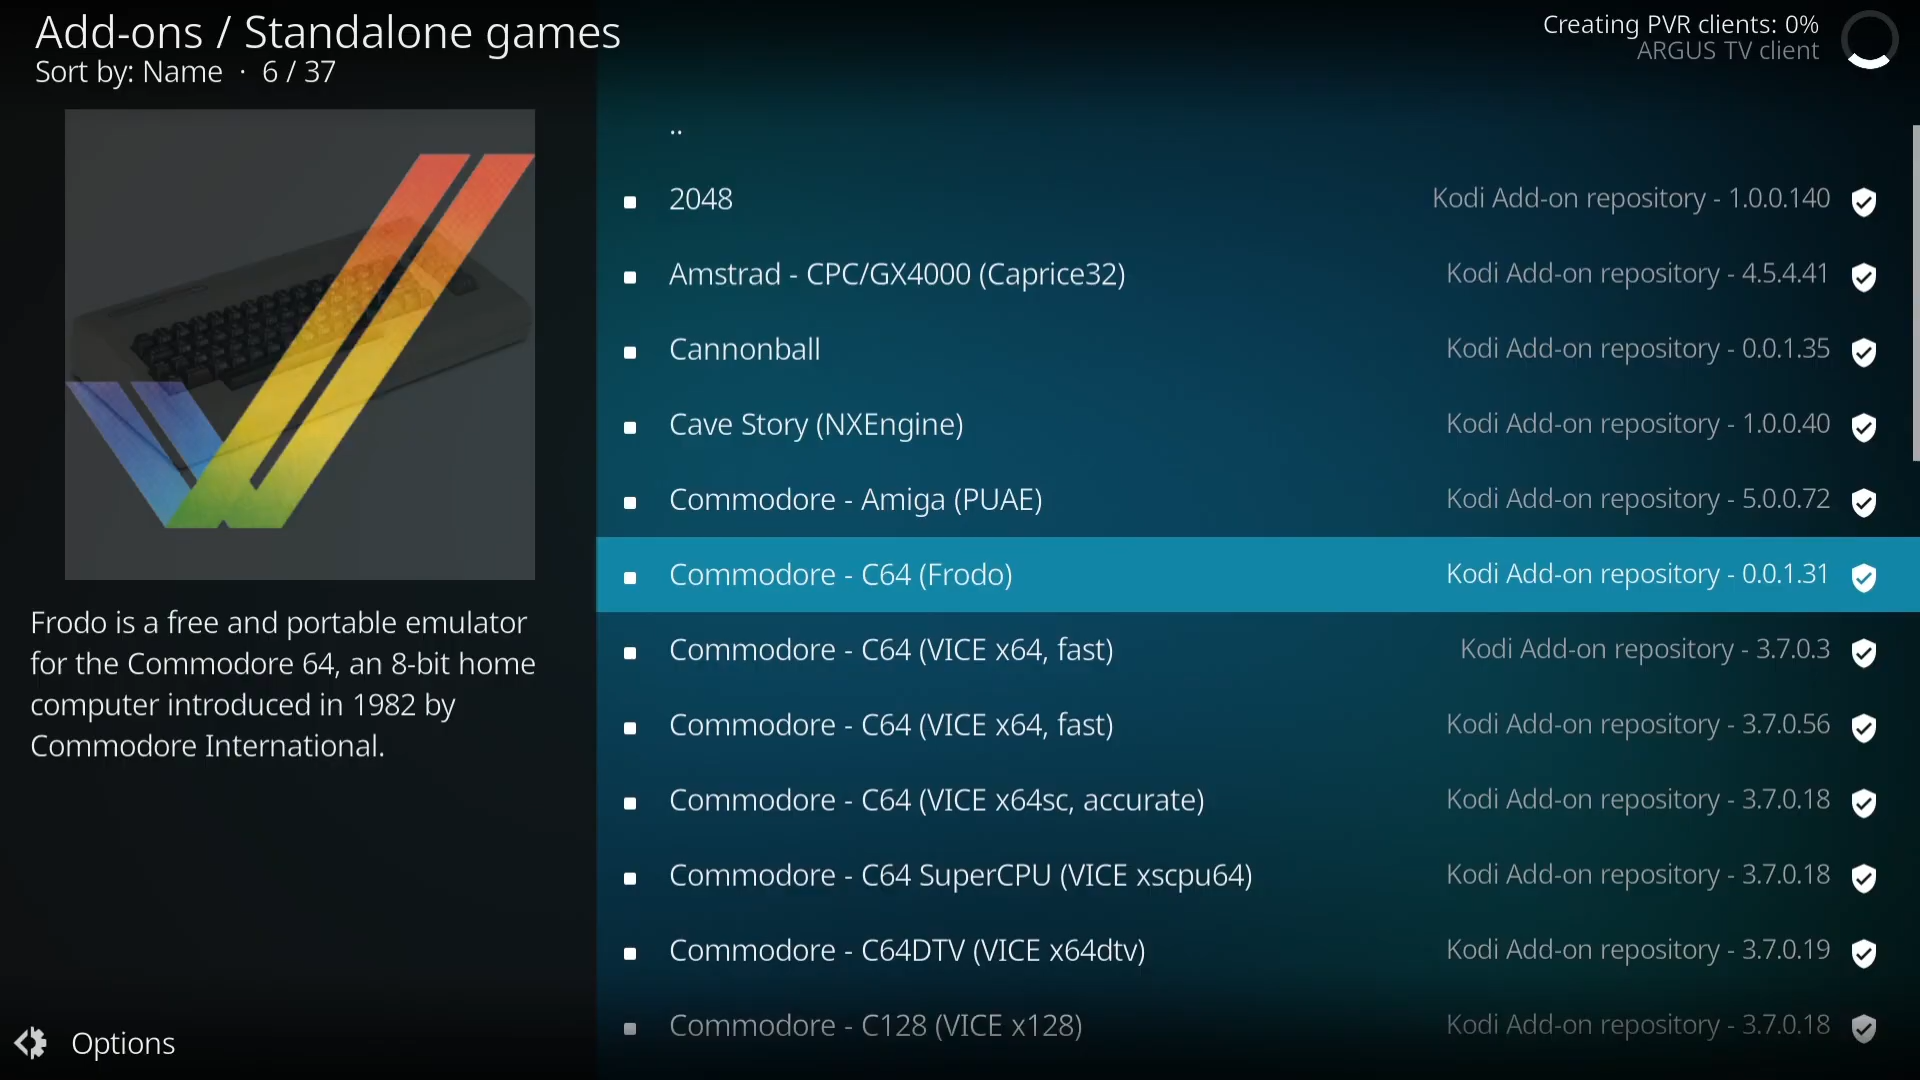 Add-ons / Standalone games
Sort by: Name · 6 / 37
Creating PVR clients: 0%
ARGUS TV client
..
2048 Kodi Add-on repository - 1.0.0.140
Amstrad - CPC/GX4000 (Caprice32) Kodi Add-on repository - 4.5.4.41
Cannonball Kodi Add-on repository - 0.0.1.35
Cave Story (NXEngine) Kodi Add-on repository - 1.0.0.40
Commodore - Amiga (PUAE) Kodi Add-on repository - 5.0.0.72
Commodore - C64 (Frodo) Kodi Add-on repository - 0.0.1.31
Commodore - C64 (VICE x64, fast) Kodi Add-on repository - 3.7.0.3
Commodore - C64 (VICE x64, fast) Kodi Add-on repository - 3.7.0.56
Commodore - C64 (VICE x64sc, accurate) Kodi Add-on repository - 3.7.0.18
Commodore - C64 SuperCPU (VICE xscpu64) Kodi Add-on repository - 3.7.0.18
Commodore - C64DTV (VICE x64dtv) Kodi Add-on repository - 3.7.0.19
Commodore - C128 (VICE x128) Kodi Add-on repository - 3.7.0.18
Frodo is a free and portable emulator
for the Commodore 64, an 8-bit home
computer introduced in 1982 by
Commodore International.
Options